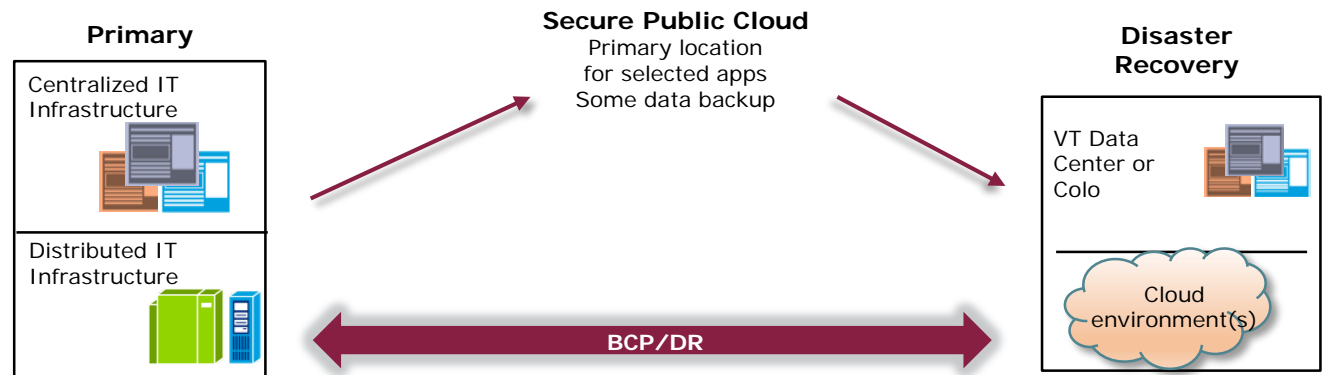 Primary
Centralized IT
Infrastructure
Distributed IT
Infrastructure
Secure Public Cloud
Primary location
for selected apps
Some data backup
BCP/DR
Disaster
Recovery
VT Data
Center or
Colo
Cloud
environment(s)